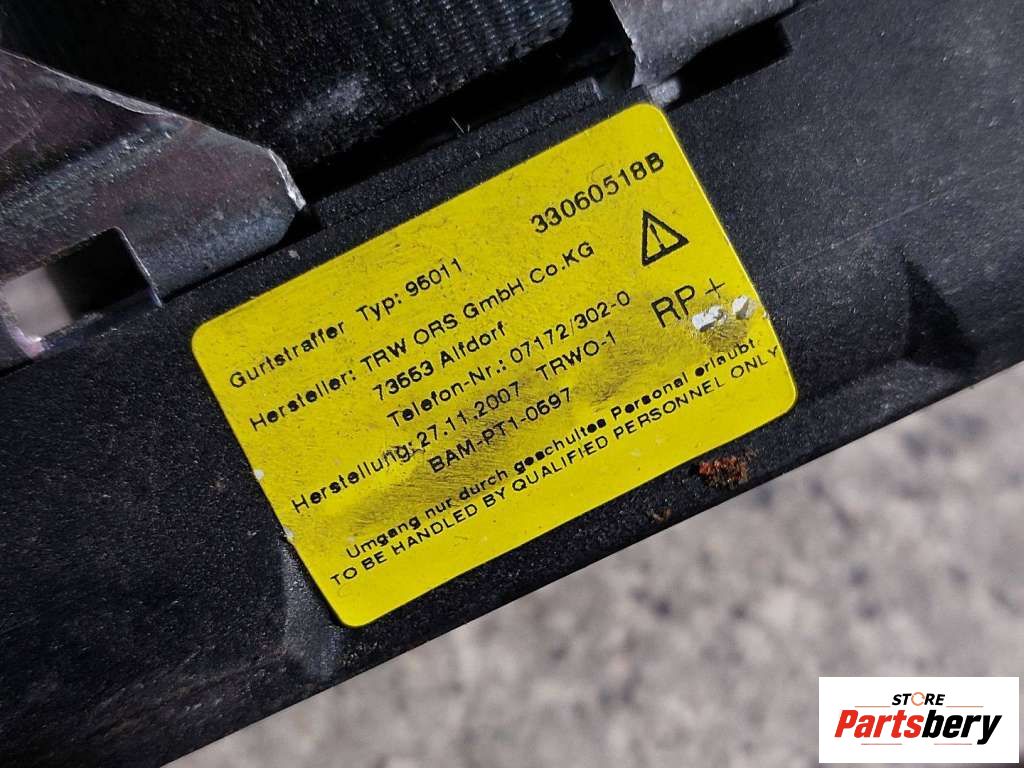 33060518B
Gurtstraffer Typ: 95011
Hersteller: TRW ORS GmbH Co.KG
73553 Alfdorf
Telefon-Nr.: 07172/302-0
Herstellung: 27.11.2007 TRWO-1
RP +
BAM-PT1-0697
Umgang nur durch geschultes Personal erlaubt.
TO BE HANDLED BY QUALIFIED PERSONNEL ONLY
STORE
Partsbery